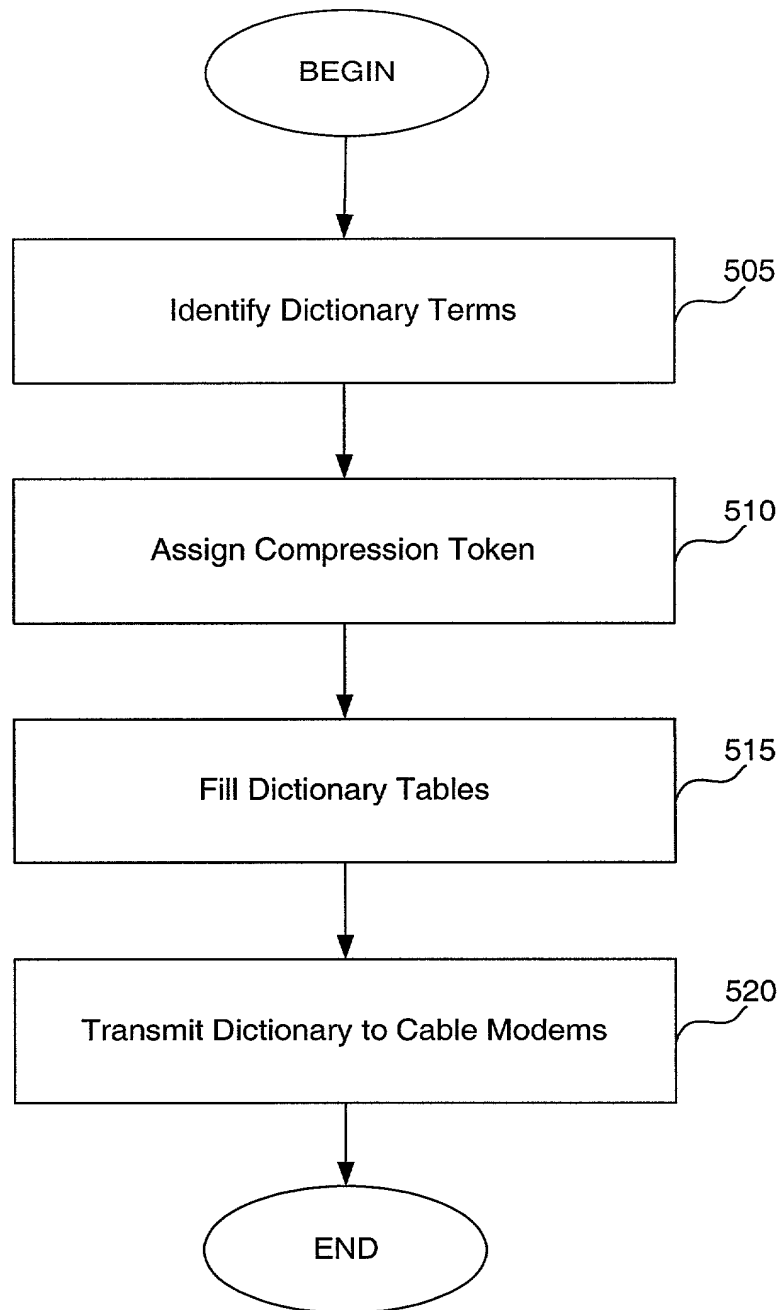 BEGIN
505
Identify Dictionary Terms
510
Assign Compression Token
515
Fill Dictionary Tables
520
Transmit Dictionary to Cable Modems
END